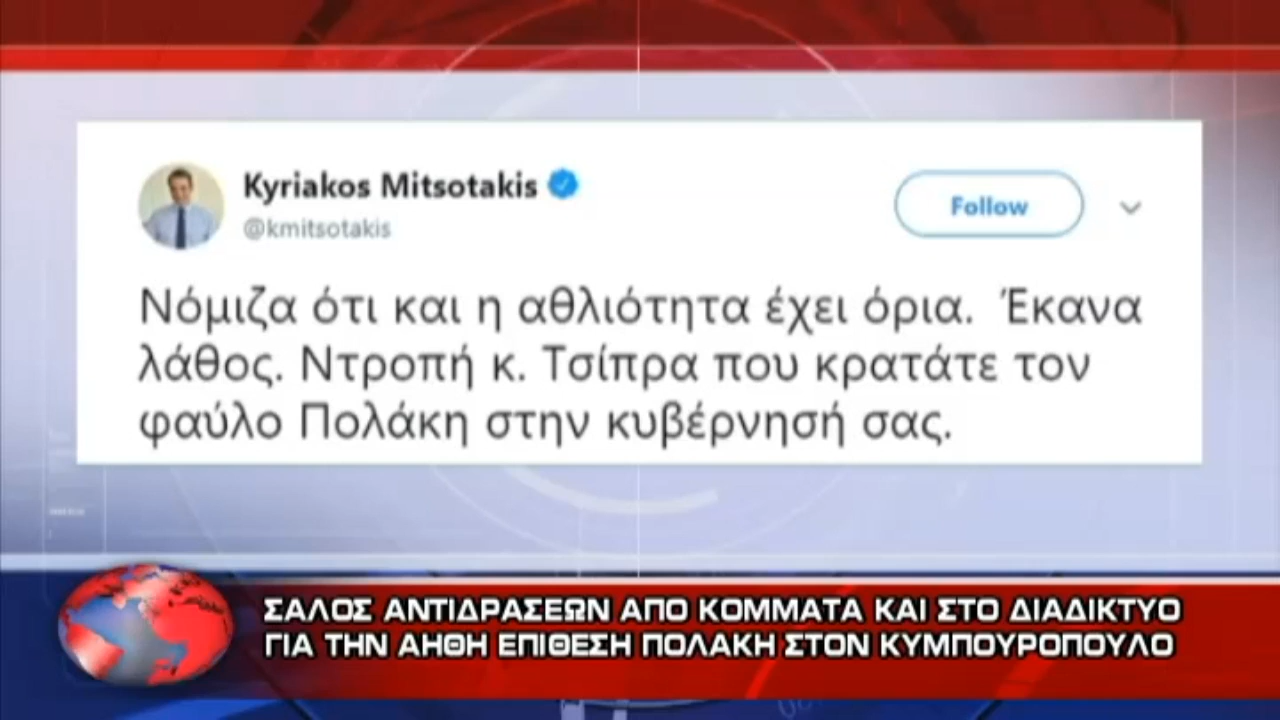 Kyriakos Mitsotakis
@kmitsotakis
Follow
Νόμιζα ότι και η αθλιότητα έχει όρια. Έκανα
λάθος. Ντροπή κ. Τσίπρα που κρατάτε τον
φαύλο Πολάκη στην κυβέρνησή σας.
ΣΑΛΟΣ ΑΝΤΙΔΡΑΣΕΩΝ ΑΠΟ ΚΟΜΜΑΤΑ ΚΑΙ ΣΤΟ ΔΙΑΔΙΚΤΥΟ
ΓΙΑ ΤΗΝ ΑΗΘΗ ΕΠΙΘΕΣΗ ΠΟΛΑΚΗ ΣΤΟΝ ΚΥΜΠΟΥΡΟΠΟΥΛΟ